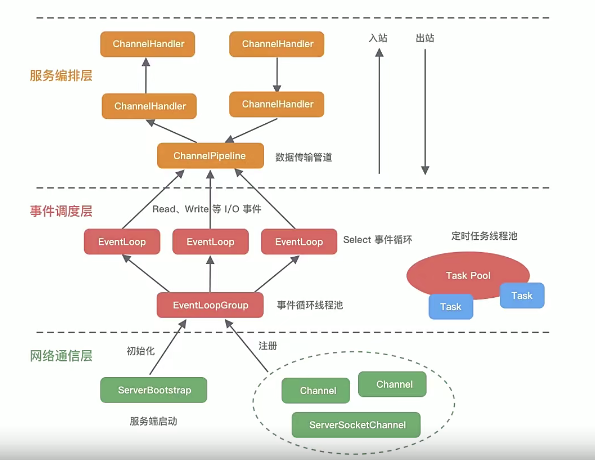 ChannelHandler
ChannelHandler
入站
出站
服务编排层
ChannelHandler
ChannelHandler
ChannelPipeline
数据传输管道
事件调度层
Read、Write 等 I/O 事件
EventLoop
EventLoop
EventLoop
Select 事件循环
定时任务线程池
Task Pool
Task
Task
EventLoopGroup
事件循环线程池
网络通信层
初始化
注册
ServerBootstrap
Channel
Channel
服务端启动
ServerSocketChannel